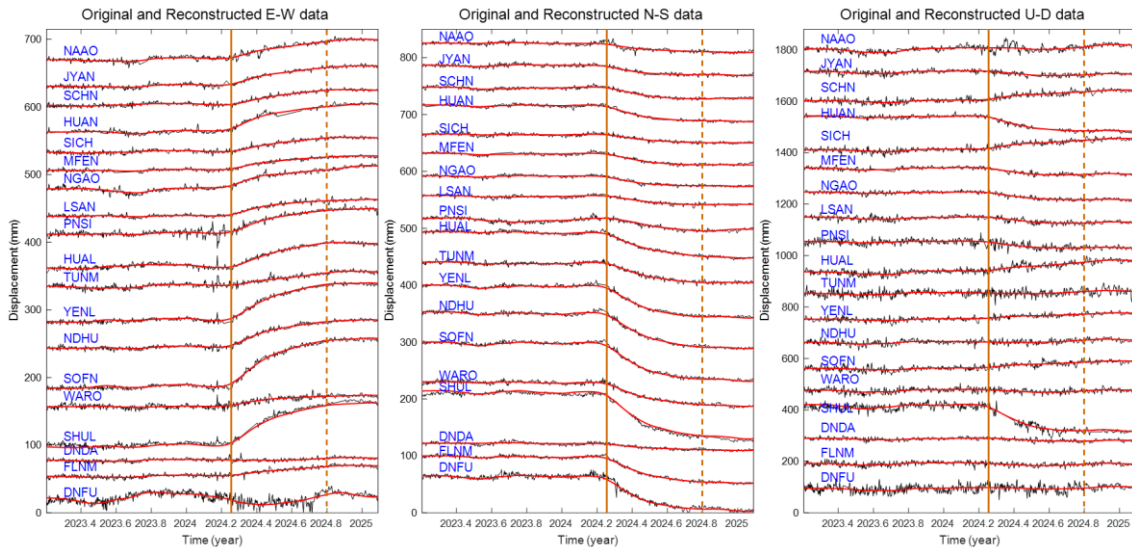 Original and Reconstructed E-W data
Displacement (mm)
700
600
500
400
300
200
100
0
NAAO
JYAN
SCHN
HUAN
SICH
MFEN
NGAO
LSAN
PNSI
HUAL
TUNM
YENL
NDHU
SOFN
WARO
SHUL
DNDA
FLNM
DNFU
2023.4 2023.6 2023.8 2024 2024.2 2024.4 2024.6 2024.8 2025
Time (year)
Original and Reconstructed N-S data
Displacement (mm)
800
700
600
500
400
300
200
100
0
NAAO
JYAN
SCHN
HUAN
SICH
MFEN
NGAO
LSAN
PNSI
HUAL
TUNM
YENL
NDHU
SOFN
WARO
SHUL
DNDA
FLNM
DNFU
2023.4 2023.6 2023.8 2024 2024.2 2024.4 2024.6 2024.8 2025
Time (year)
Original and Reconstructed U-D data
Displacement (mm)
1800
1600
1400
1200
1000
800
600
400
200
0
NAAO
JYAN
SCHN
HUAN
SICH
MFEN
NGAO
LSAN
PNSI
HUAL
TUNM
YENL
NDHU
SOFN
WARO
SHUL
DNDA
FLNM
DNFU
2023.4 2023.6 2023.8 2024 2024.2 2024.4 2024.6 2024.8 2025
Time (year)